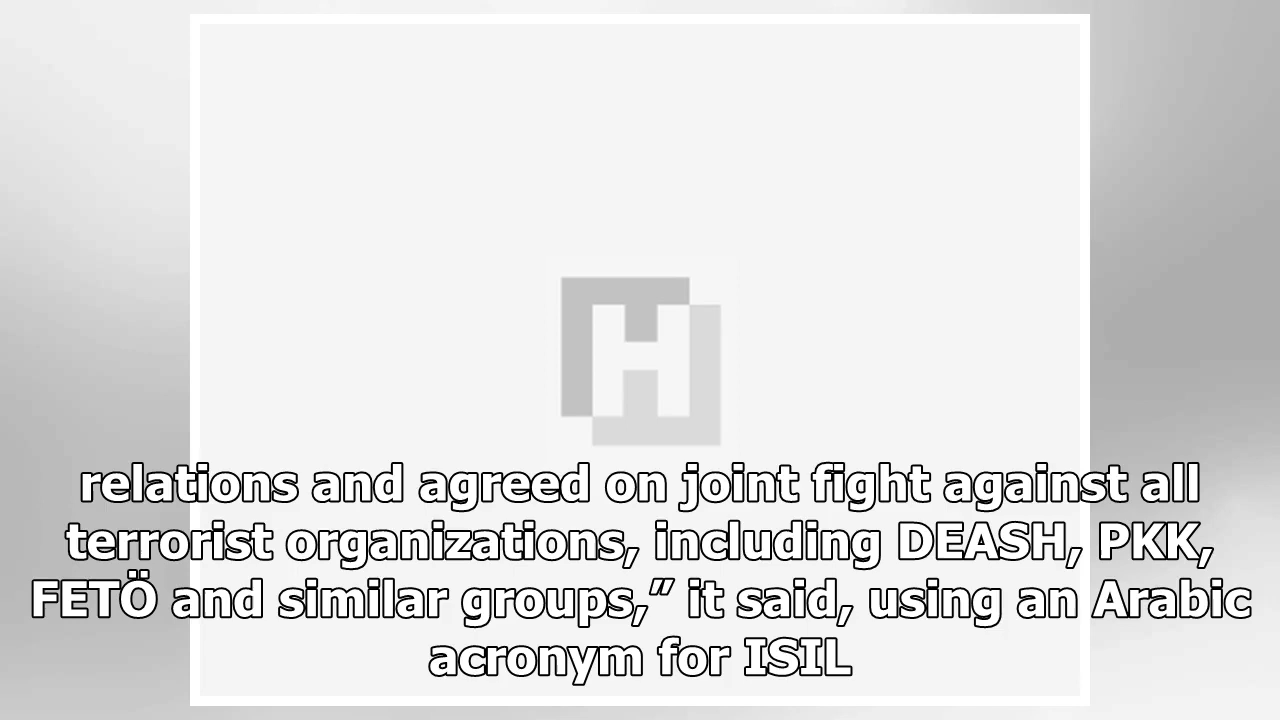 H
relations and agreed on joint fight against all
terrorist organizations, including DEASH, PKK,
FETÖ and similar groups,” it said, using an Arabic
acronym for ISIL